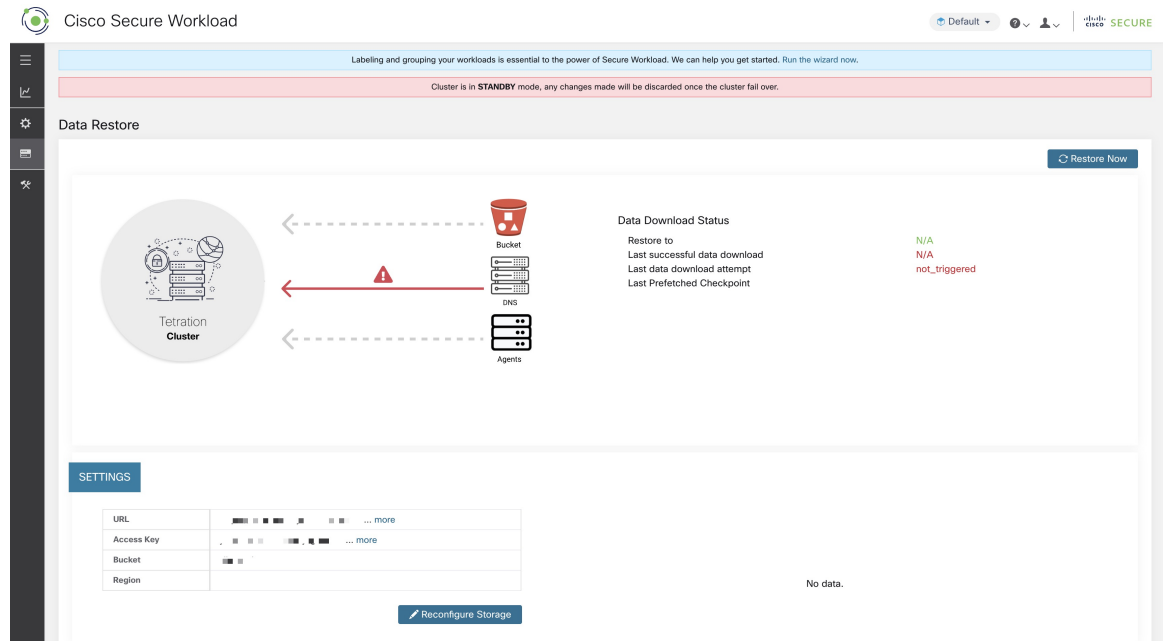 Cisco Secure Workload
Default
CISCO SECURE
Labeling and grouping your workloads is essential to the power of Secure Workload. We can help you get started. Run the wizard now.
Cluster is in STANDBY mode, any changes made will be discarded once the cluster fail over.
Data Restore
Restore Now
Bucket
DNS
Agents
Tetration
Cluster
Data Download Status
Restore to N/A
Last successful data download N/A
Last data download attempt not_triggered
Last Prefetched Checkpoint
SETTINGS
URL ... more
Access Key ... more
Bucket
Region
No data.
Reconfigure Storage